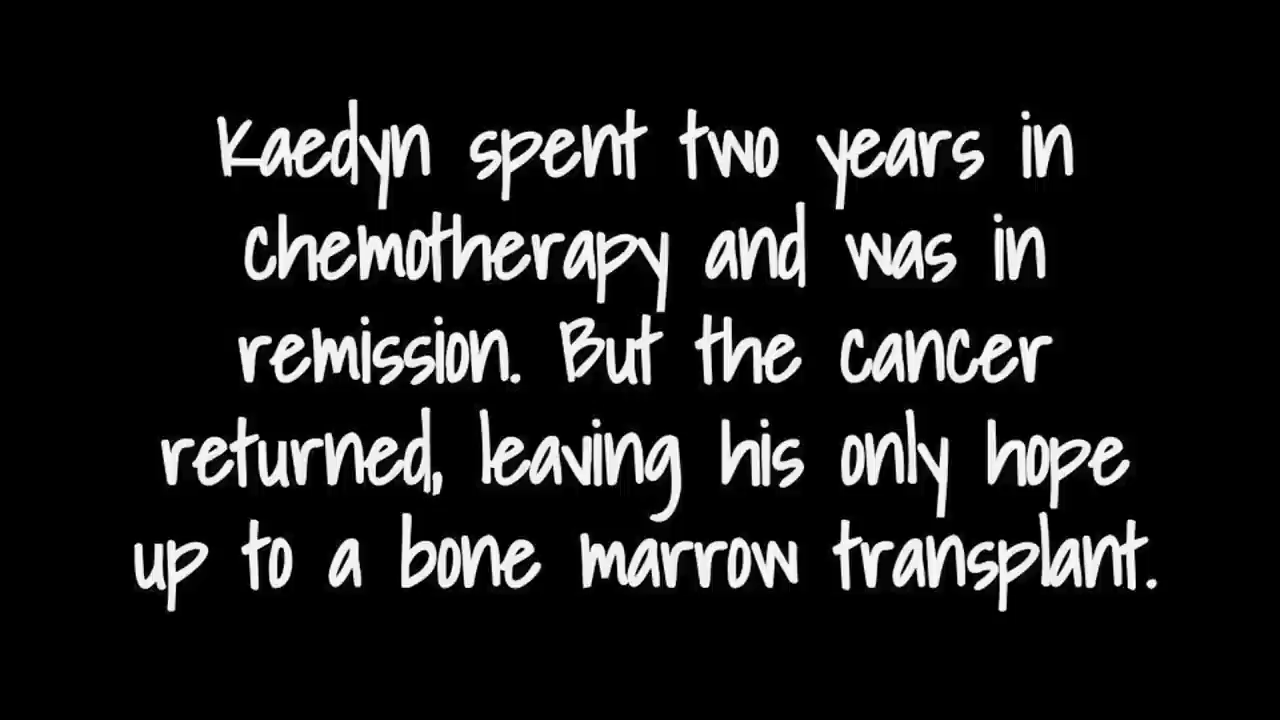 Kaedyn spent two years in
chemotherapy and was in
remission. But the cancer
returned, leaving his only hope
up to a bone marrow transplant.